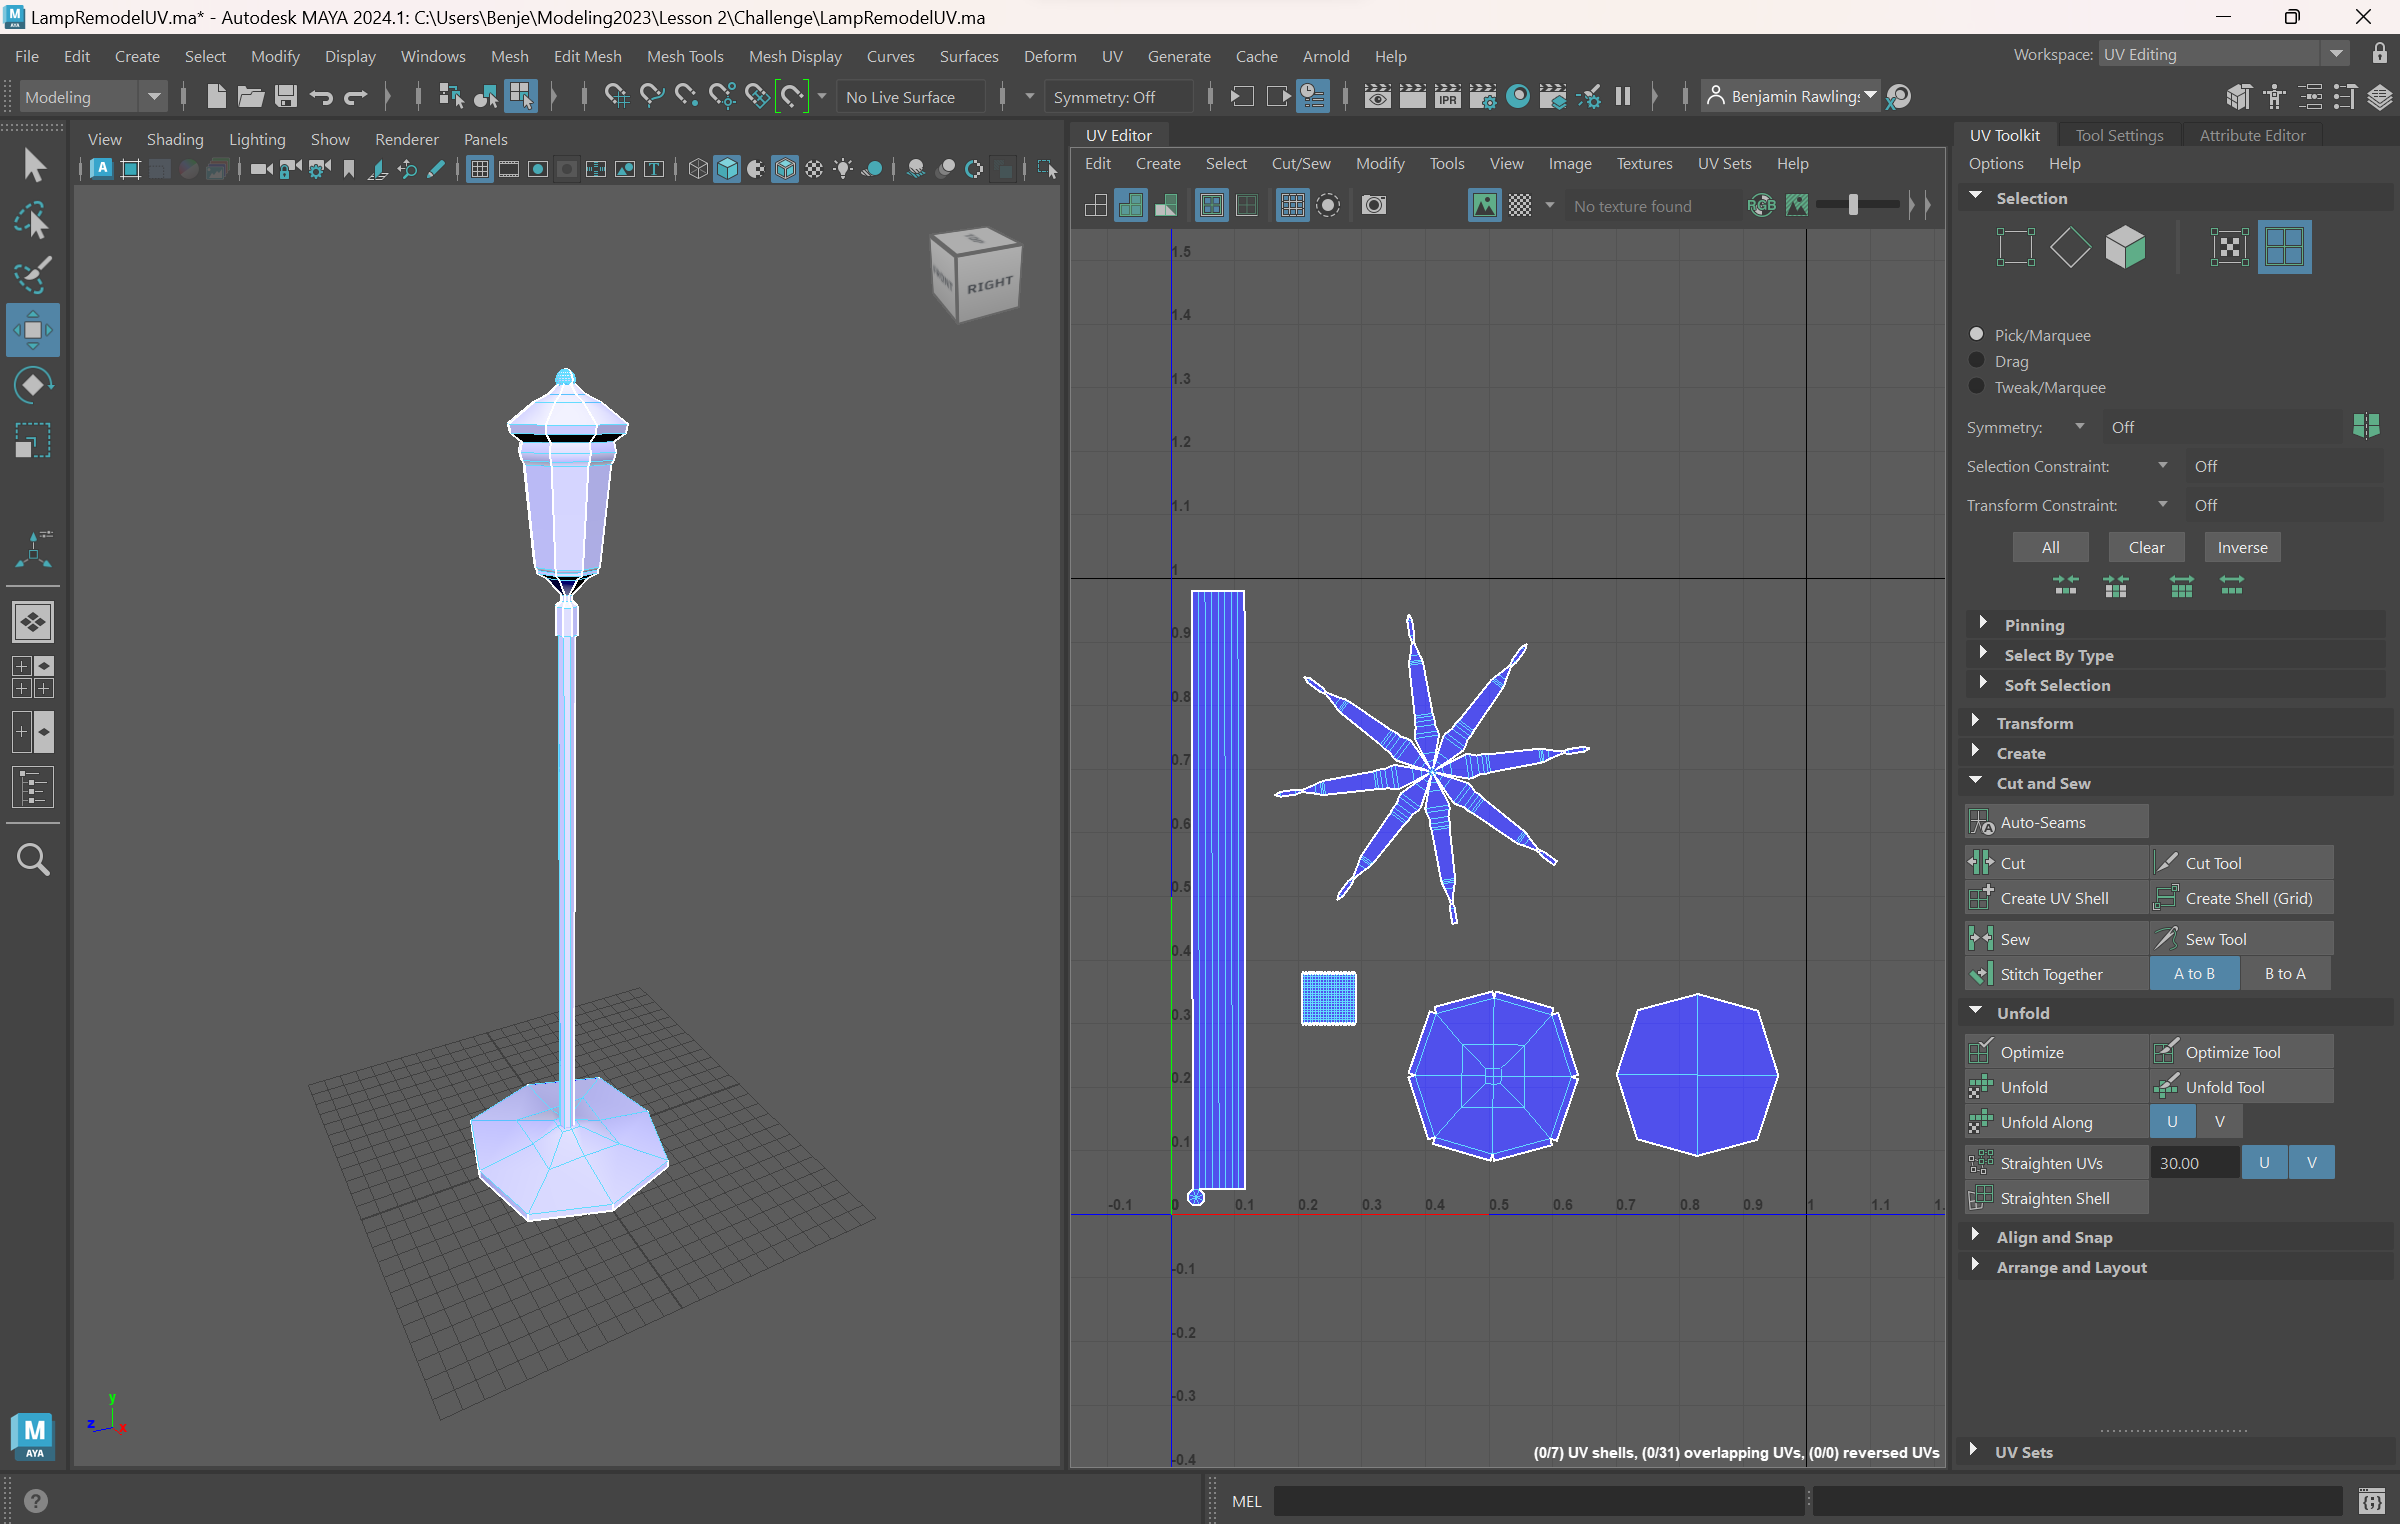 LampRemodelUV.ma* - Autodesk MAYA 2024.1: C:\Users\Benje\Modeling2023\Lesson 2\Challenge\LampRemodelUV.ma
File Edit Create Select Modify Display Windows Mesh Edit Mesh Mesh Tools Mesh Display Curves Surfaces Deform UV Generate Cache Arnold Help
Workspace: UV Editing
Modeling
No Live Surface
Symmetry: Off
IPR
Benjamin Rawlings
View Shading Lighting Show Renderer Panels
TOP
FRONT
RIGHT
y
z
x
M
AYA
UV Editor
Edit Create Select Cut/Sew Modify Tools View Image Textures UV Sets Help
No texture found
RGB
1.5
1.4
1.3
1.2
1.1
1
0.9
0.8
0.7
0.6
0.5
0.4
0.3
0.2
0.1
-0.1 0 0.1 0.2 0.3 0.4 0.5 0.6 0.7 0.8 0.9 1 1.1 1.
-0.1
-0.2
-0.3
-0.4
(0/7) UV shells, (0/31) overlapping UVs, (0/0) reversed UVs
UV Toolkit Tool Settings Attribute Editor
Options Help
Selection
Pick/Marquee
Drag
Tweak/Marquee
Symmetry: Off
Selection Constraint: Off
Transform Constraint: Off
All Clear Inverse
Pinning
Select By Type
Soft Selection
Transform
Create
Cut and Sew
Auto-Seams
Cut Cut Tool
Create UV Shell Create Shell (Grid)
Sew Sew Tool
Stitch Together A to B B to A
Unfold
Optimize Optimize Tool
Unfold Unfold Tool
Unfold Along U V
Straighten UVs 30.00 U V
Straighten Shell
Align and Snap
Arrange and Layout
UV Sets
MEL